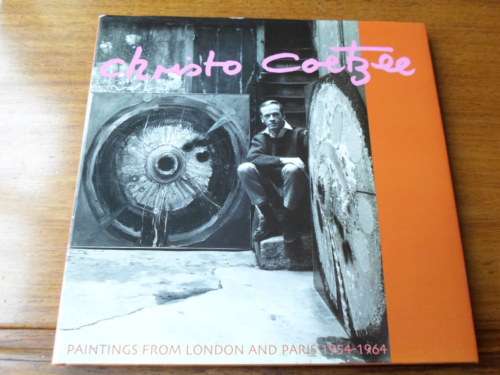 christo Coetzee
PAINTINGS FROM LONDON AND PARIS 1954-1964